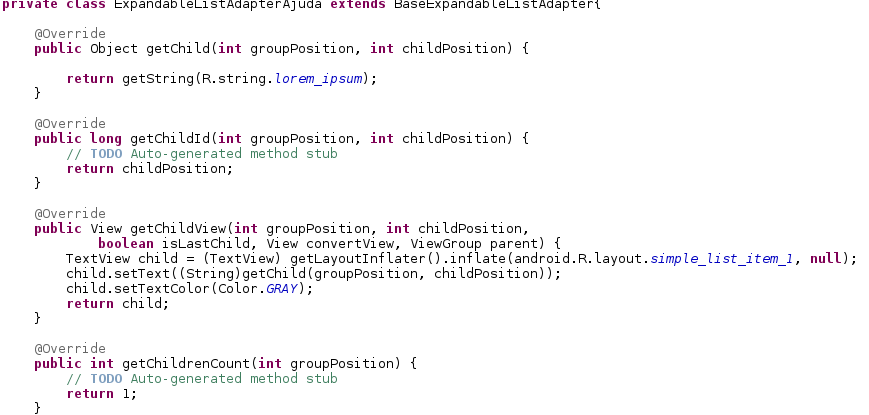 private class ExpandableListAdapterAjuda extends BaseExpandableListAdapter{
@Override
public Object getChild(int groupPosition, int childPosition) {
return getString(R.string.lorem_ipsum);
}
@Override
public long getChildId(int groupPosition, int childPosition) {
// TODO Auto-generated method stub
return childPosition;
}
@Override
public View getChildView(int groupPosition, int childPosition,
boolean isLastChild, View convertView, ViewGroup parent) {
TextView child = (TextView) getLayoutInflater().inflate(android.R.layout.simple_list_item_1, null);
child.setText((String)getChild(groupPosition, childPosition));
child.setTextColor(Color.GRAY);
return child;
}
@Override
public int getChildrenCount(int groupPosition) {
// TODO Auto-generated method stub
return 1;
}